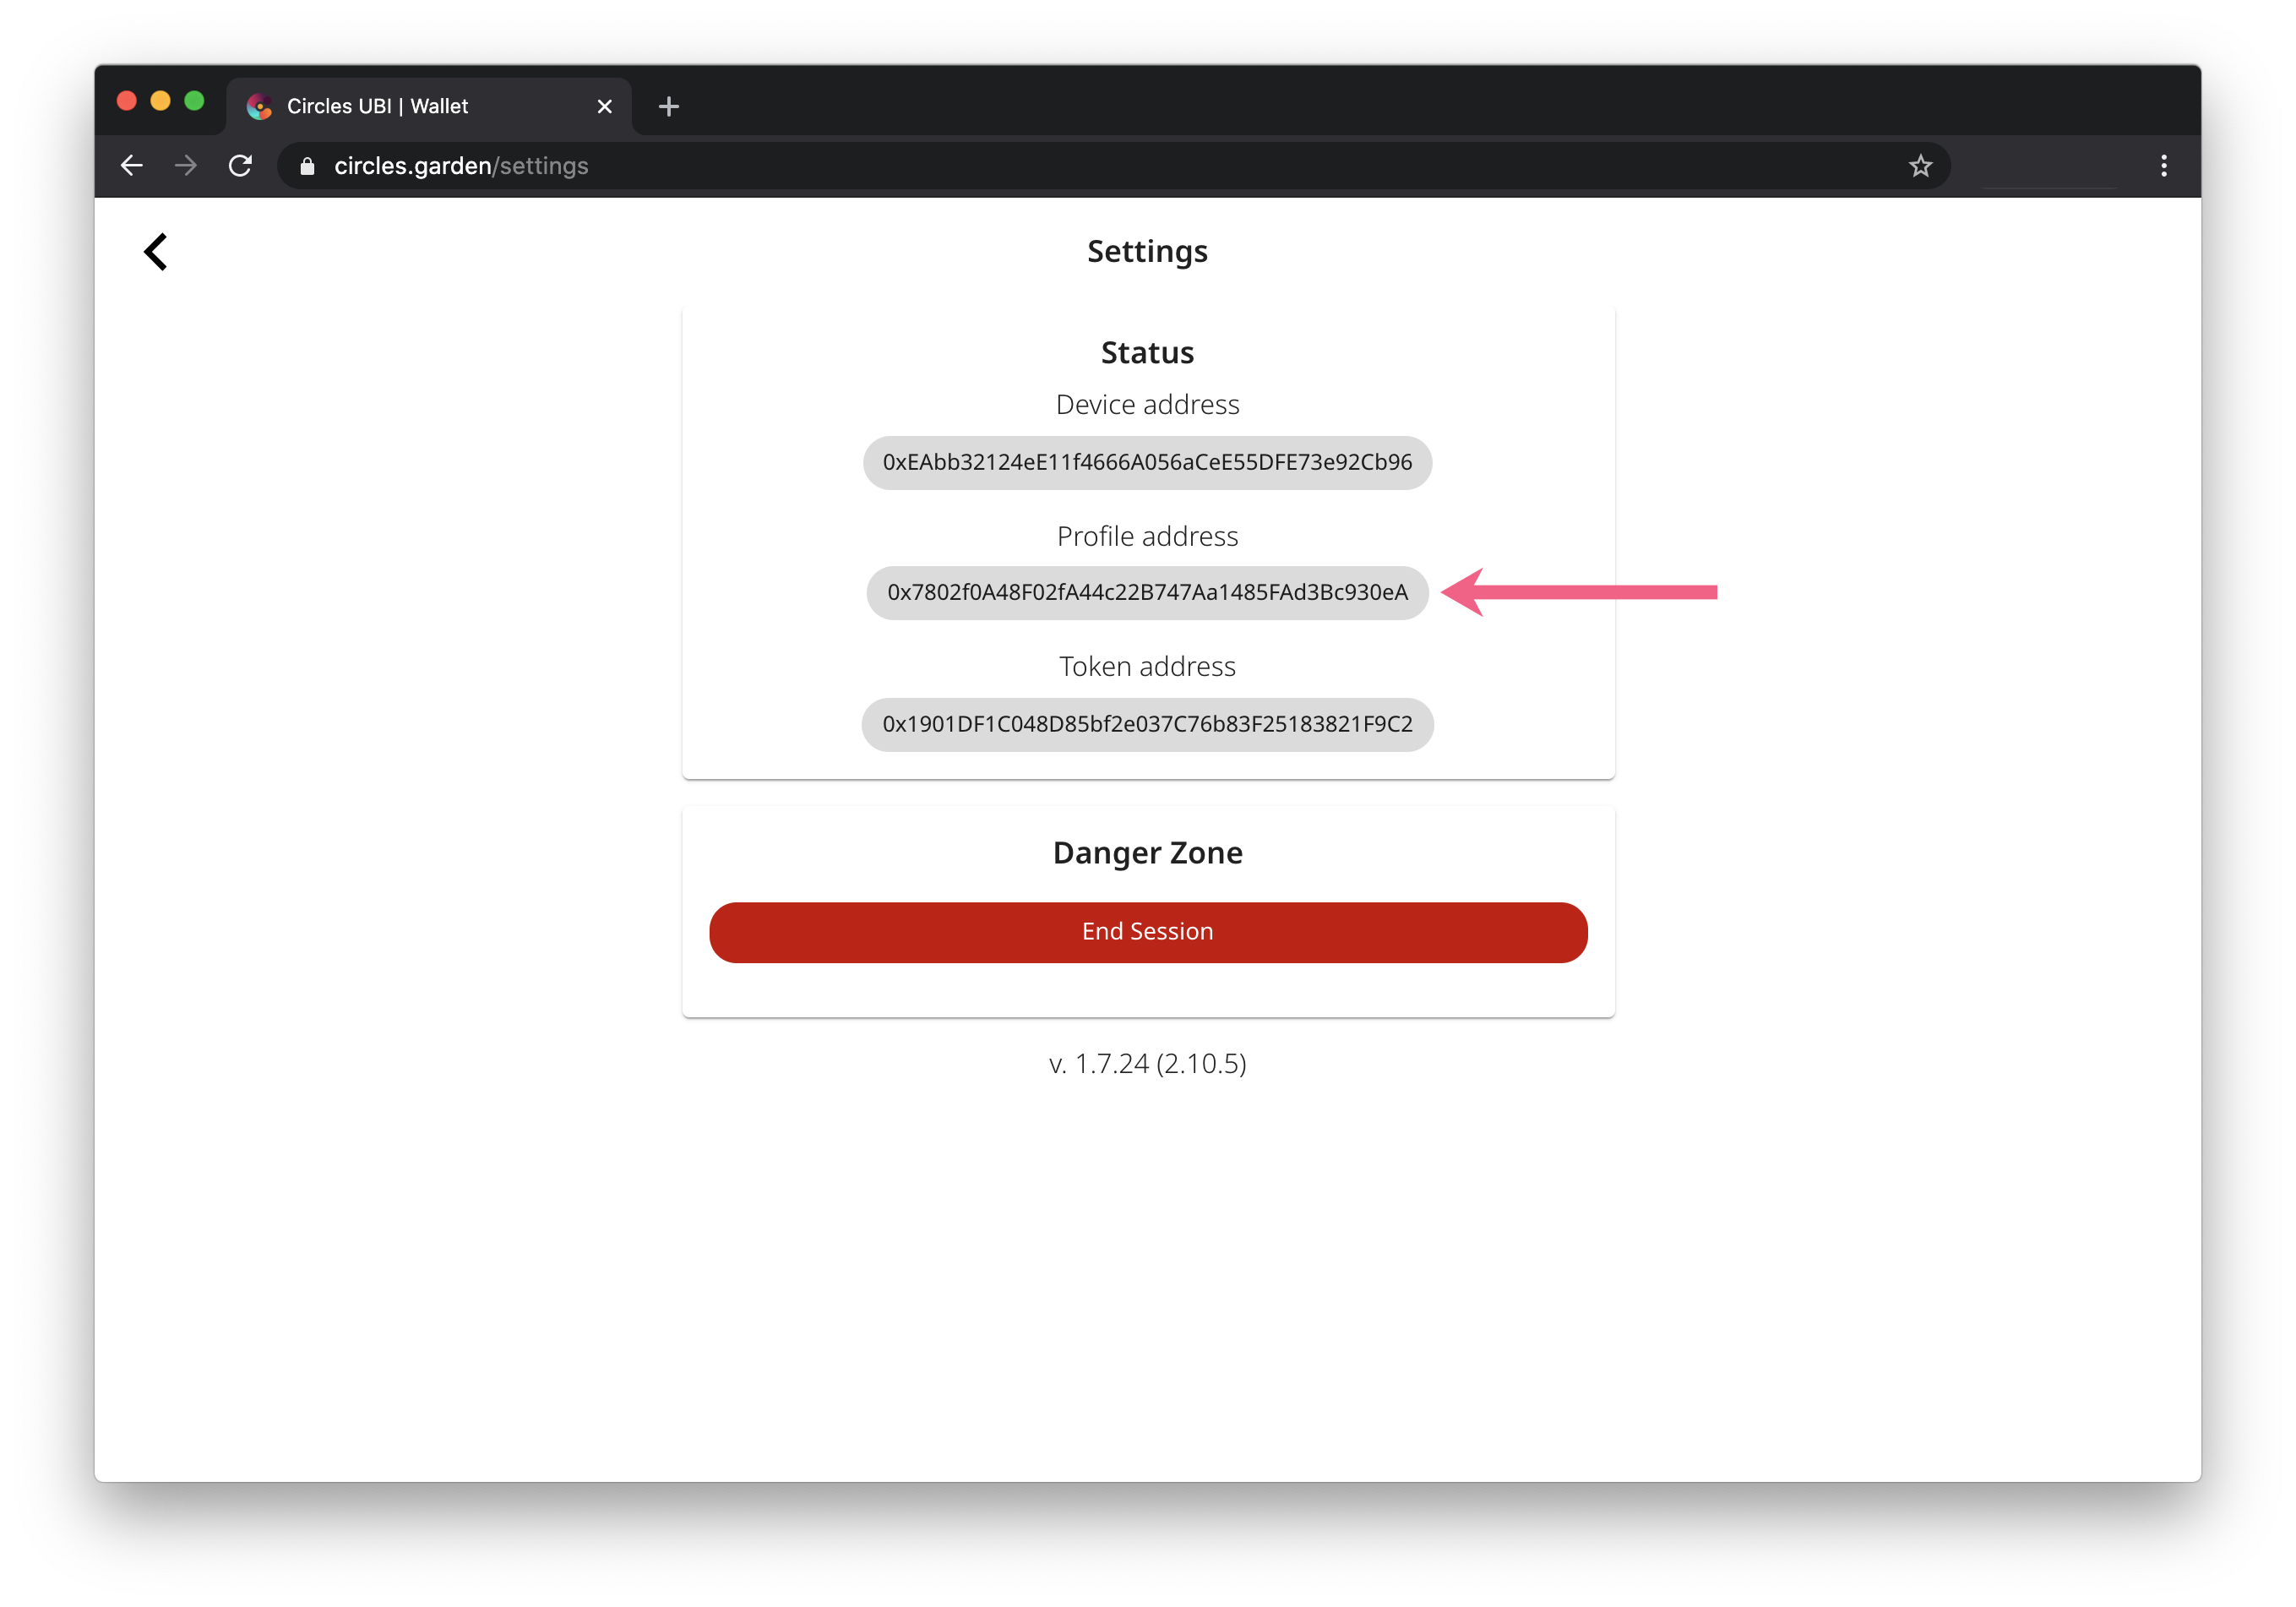 Circles UBI | Wallet
circles.garden/settings
Settings
Status
Device address
0xEAbb32124eE11f4666A056aCeE55DFE73e92Cb96
Profile address
0x7802f0A48F02fA44c22B747Aa1485FAd3Bc930eA
Token address
0x1901DF1C048D85bf2e037C76b83F25183821F9C2
Danger Zone
End Session
v. 1.7.24 (2.10.5)